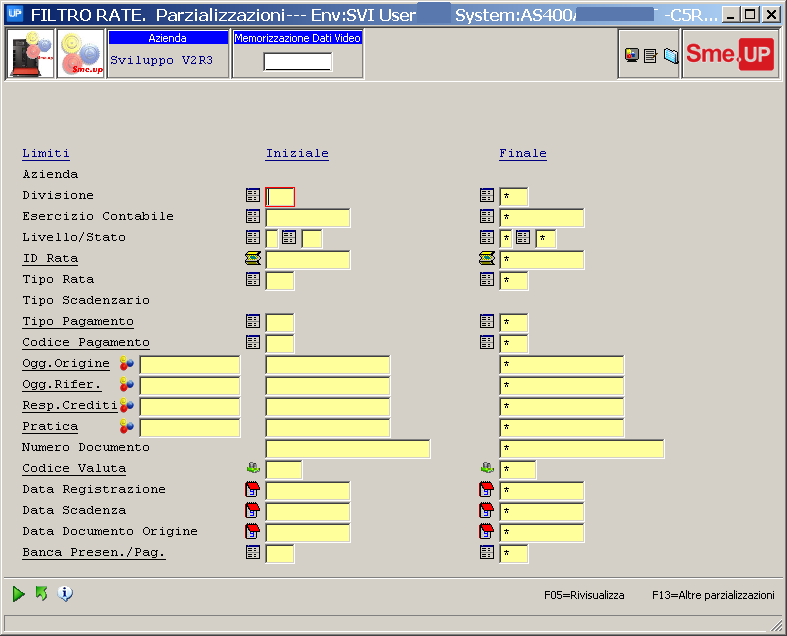 UP FILTRO RATE. Parzializzazioni--- Env:SVI User System:AS400 -C5R...
Azienda
Sviluppo V2R3
Memorizzazione Dati Video
Sme.up
Sme.UP
Limiti Iniziale Finale
Azienda
Divisione *
Esercizio Contabile *
Livello/Stato * *
ID Rata *
Tipo Rata *
Tipo Scadenzario
Tipo Pagamento *
Codice Pagamento *
Ogg.Origine *
Ogg.Rifer. *
Resp.Crediti *
Pratica *
Numero Documento *
Codice Valuta *
Data Registrazione *
Data Scadenza *
Data Documento Origine *
Banca Presen./Pag. *
F05=Rivisualizza F13=Altre parzializzazioni